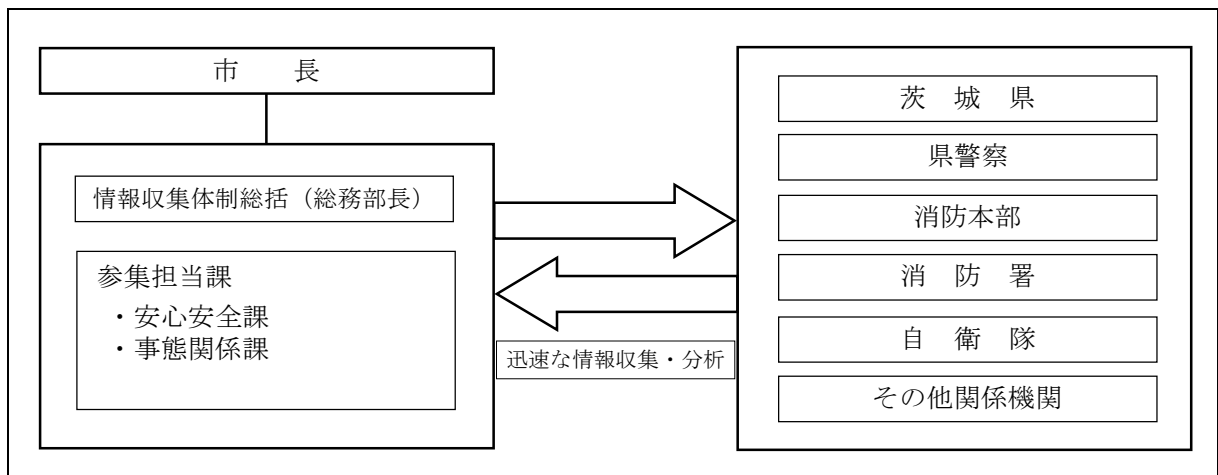 市　　長
情報収集体制総括（総務部長）
参集担当課
・安心安全課
・事態関係課
迅速な情報収集・分析
茨　城　県
県警察
消防本部
消　防　署
自　衛　隊
その他関係機関